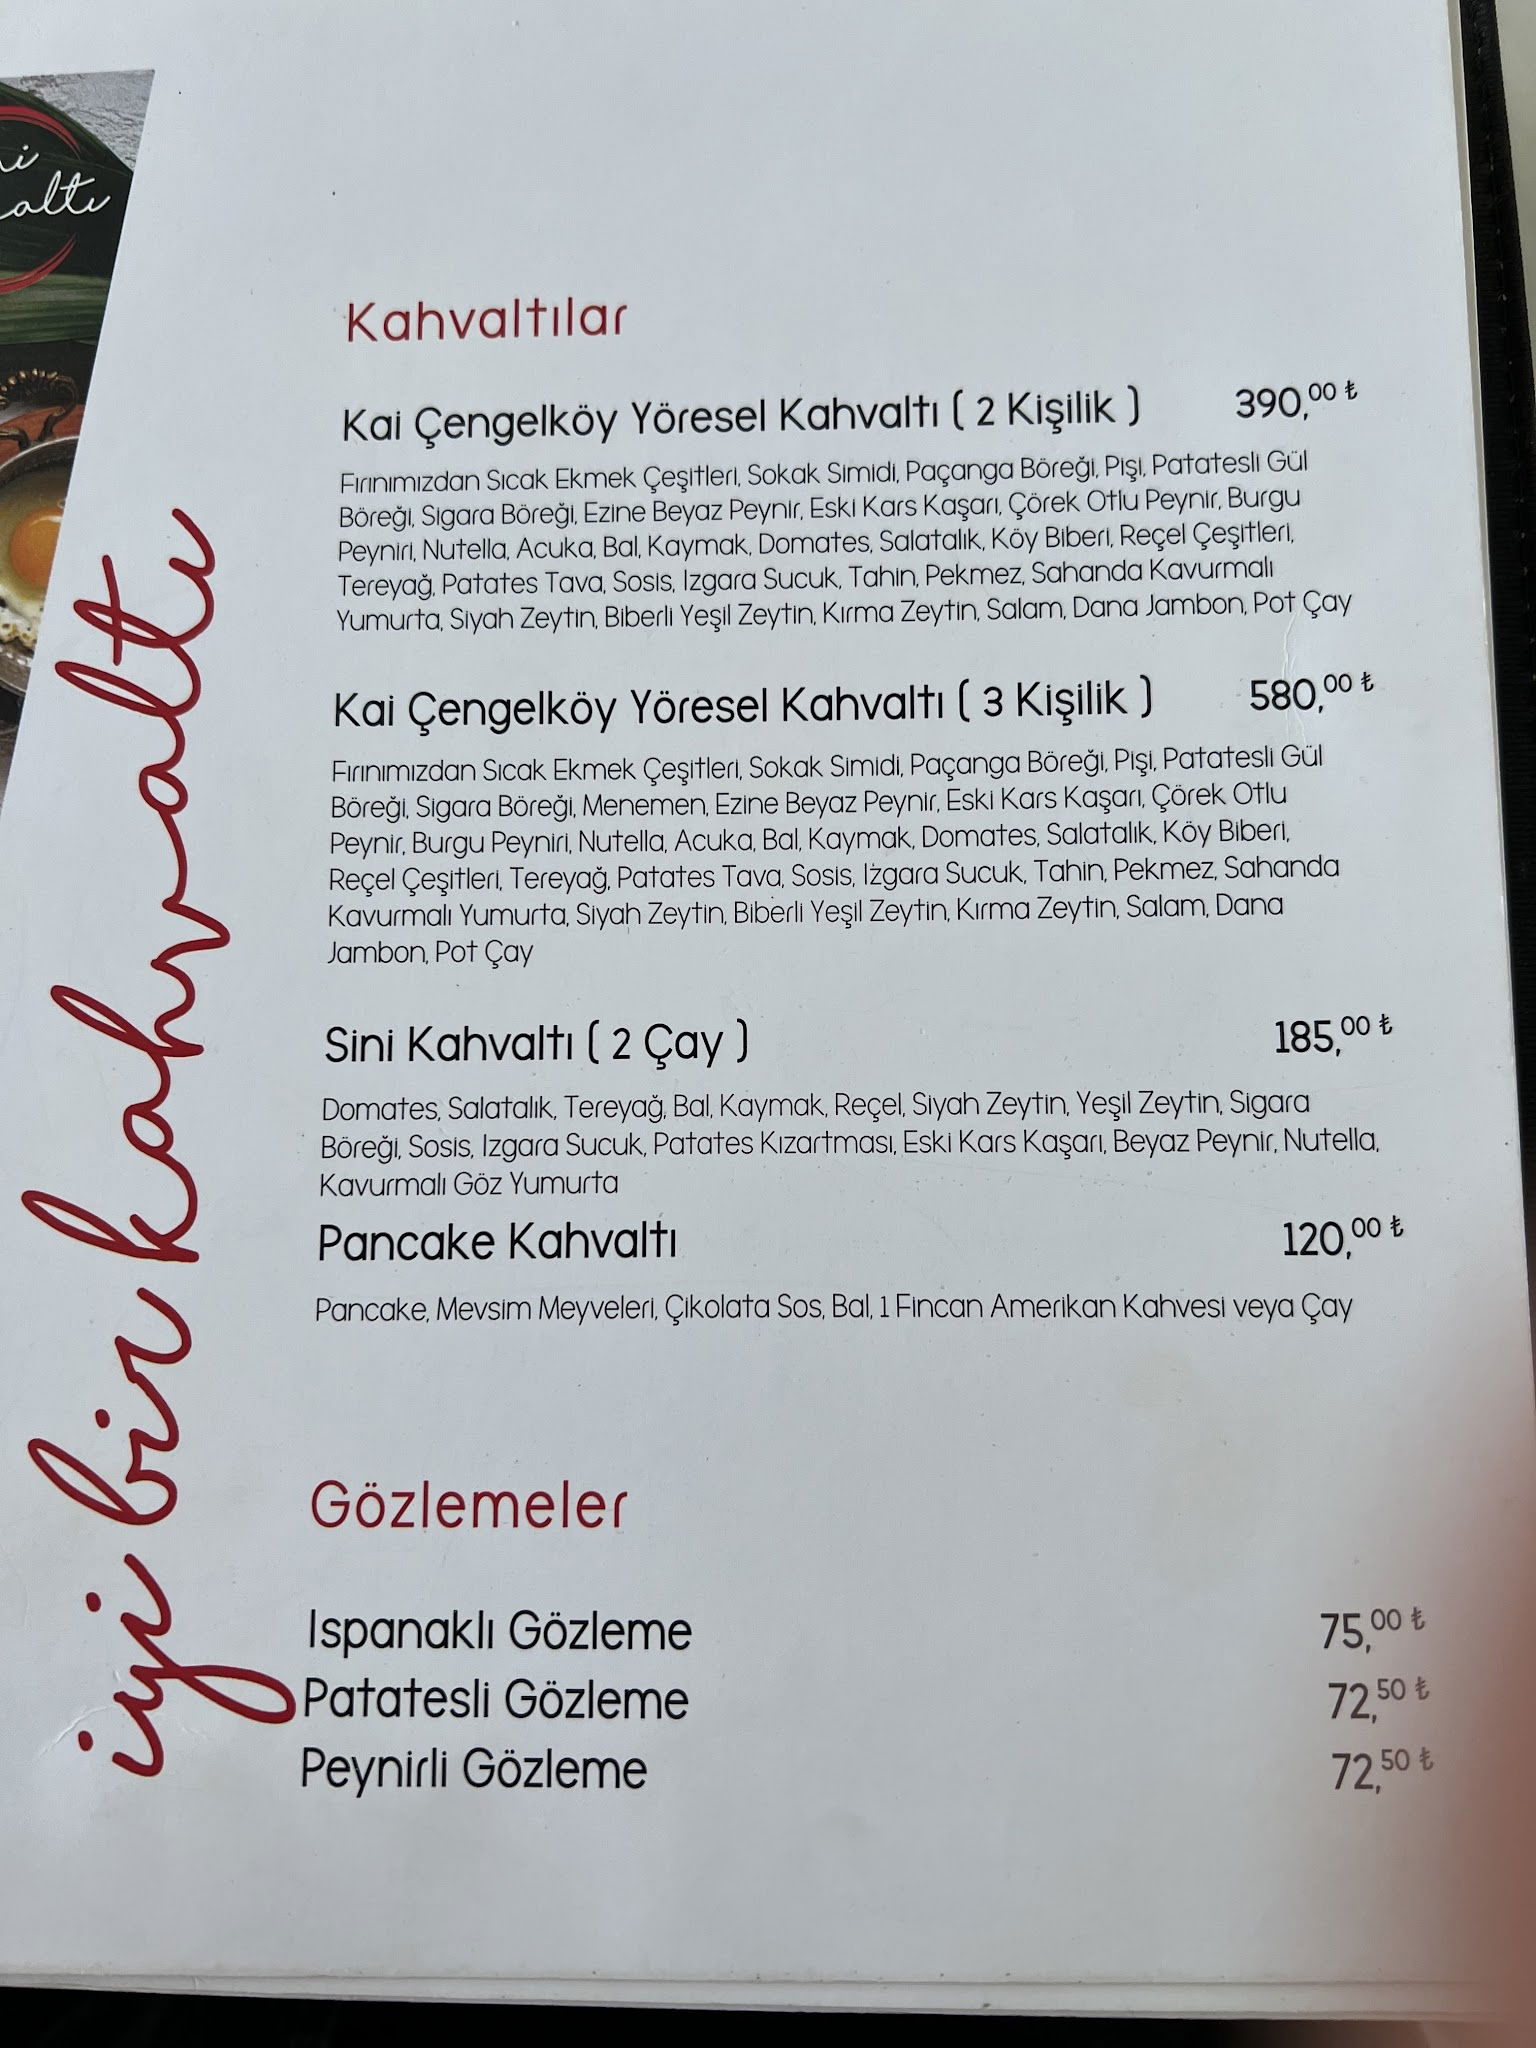 iyi bir kahvaltı
Kahvaltılar
Kai Çengelköy Yöresel Kahvaltı ( 2 Kişilik ) 390,00 ₺
Fırınımızdan Sıcak Ekmek Çeşitleri, Sokak Simidi, Paçanga Böreği, Pişi, Patatesli Gül
Böreği, Sigara Böreği, Ezine Beyaz Peynir, Eski Kars Kaşarı, Çörek Otlu Peynir, Burgu
Peyniri, Nutella, Acuka, Bal, Kaymak, Domates, Salatalık, Köy Biberi, Reçel Çeşitleri,
Tereyağ, Patates Tava, Sosis, Izgara Sucuk, Tahin, Pekmez, Sahanda Kavurmalı
Yumurta, Siyah Zeytin, Biberli Yeşil Zeytin, Kırma Zeytin, Salam, Dana Jambon, Pot Çay
Kai Çengelköy Yöresel Kahvaltı ( 3 Kişilik ) 580,00 ₺
Fırınımızdan Sıcak Ekmek Çeşitleri, Sokak Simidi, Paçanga Böreği, Pişi, Patatesli Gül
Böreği, Sigara Böreği, Menemen, Ezine Beyaz Peynir, Eski Kars Kaşarı, Çörek Otlu
Peynir, Burgu Peyniri, Nutella, Acuka, Bal, Kaymak, Domates, Salatalık, Köy Biberi,
Reçel Çeşitleri, Tereyağ, Patates Tava, Sosis, Izgara Sucuk, Tahin, Pekmez, Sahanda
Kavurmalı Yumurta, Siyah Zeytin, Biberli Yeşil Zeytin, Kırma Zeytin, Salam, Dana
Jambon, Pot Çay
Sini Kahvaltı ( 2 Çay ) 185,00 ₺
Domates, Salatalık, Tereyağ, Bal, Kaymak, Reçel, Siyah Zeytin, Yeşil Zeytin, Sigara
Böreği, Sosis, Izgara Sucuk, Patates Kızartması, Eski Kars Kaşarı, Beyaz Peynir, Nutella,
Kavurmalı Göz Yumurta
Pancake Kahvaltı 120,00 ₺
Pancake, Mevsim Meyveleri, Çikolata Sos, Bal, 1 Fincan Amerikan Kahvesi veya Çay
Gözlemeler
Ispanaklı Gözleme 75,00 ₺
Patatesli Gözleme 72,50 ₺
Peynirli Gözleme 72,50 ₺